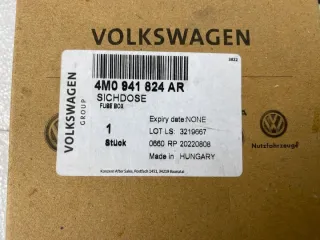 VOLKSWAGEN
2022
VOLKSWAGEN
GROUP
4M0 941 824 AR
SICHDOSE
FUSE BOX
Expiry date NONE
1
LOT LS: 3219667
Stück
0660 RP 20220808
Made in HUNGARY
Nutzfahrzeuge